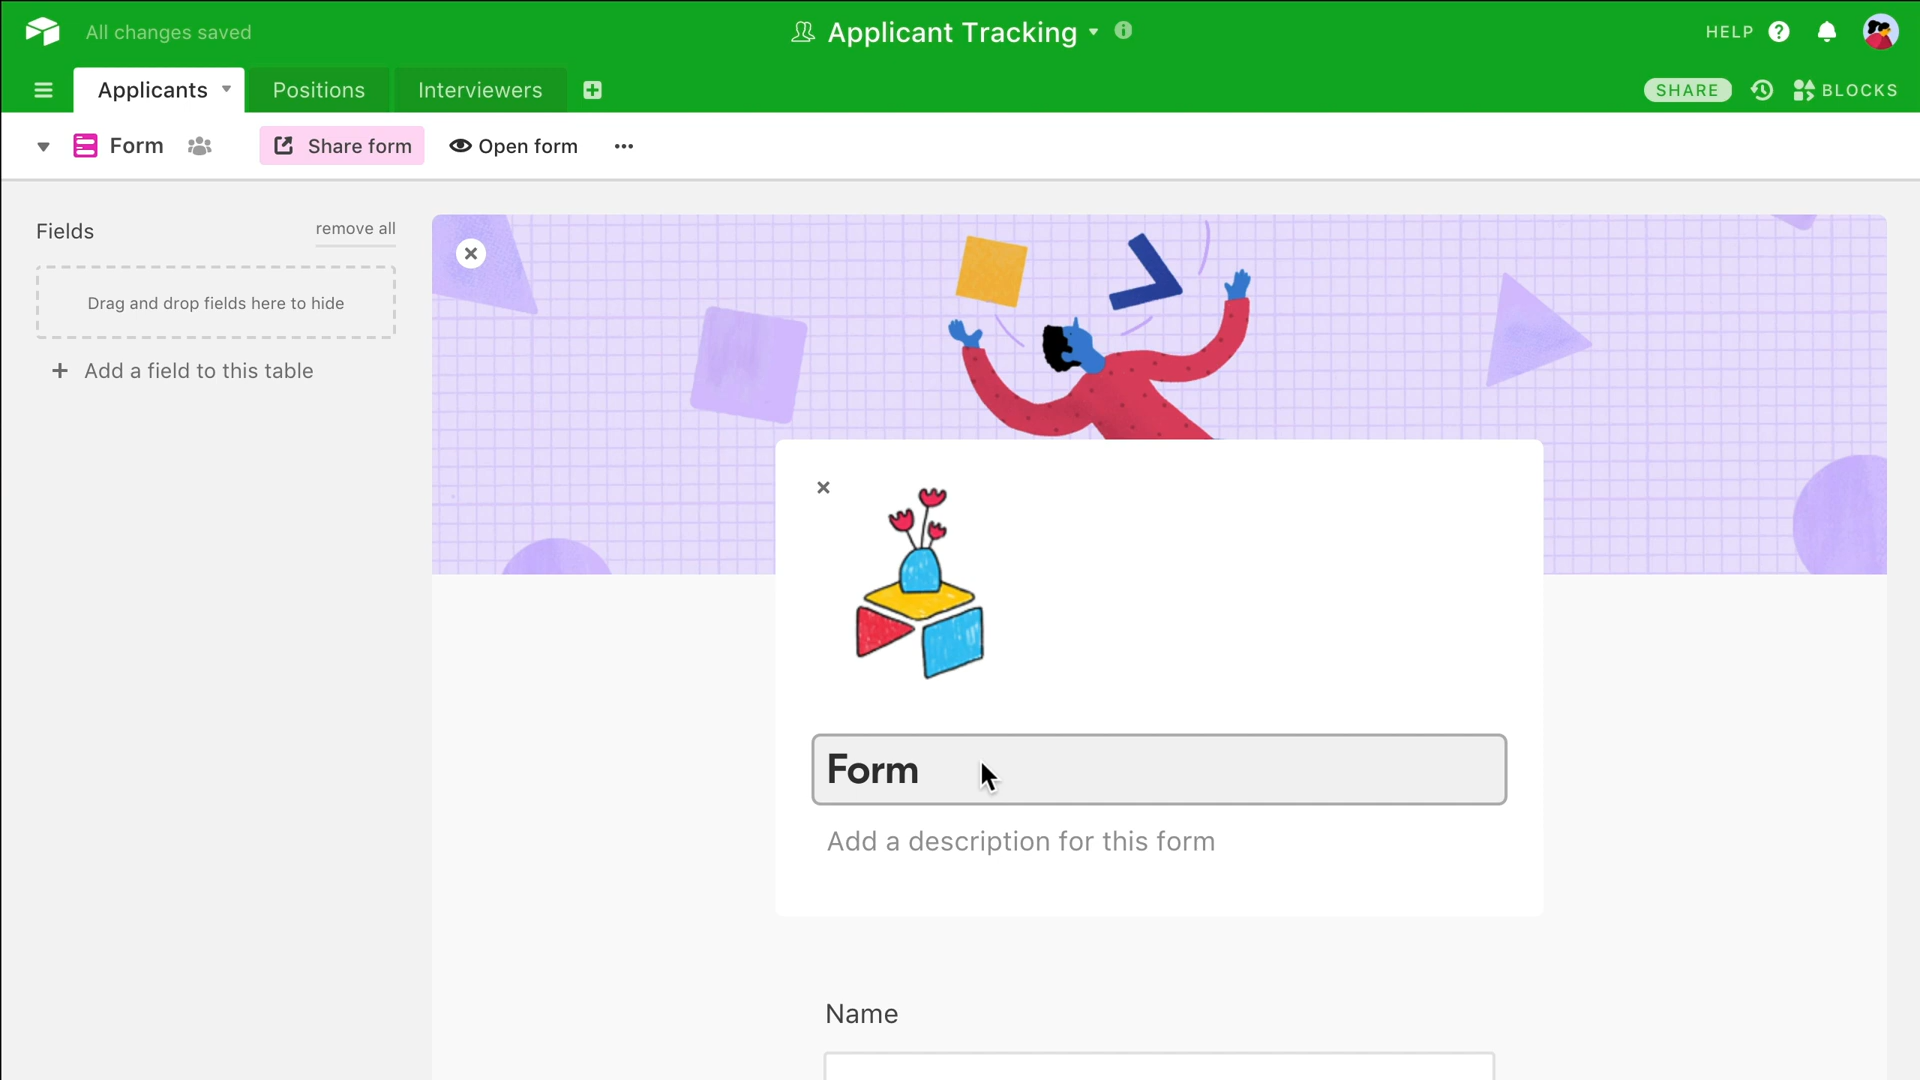 All changes saved
Applicant Tracking
HELP
Applicants
Positions
Interviewers
SHARE
BLOCKS
Form
Share form
Open form
Fields
remove all
Drag and drop fields here to hide
+ Add a field to this table
Form
Add a description for this form
Name